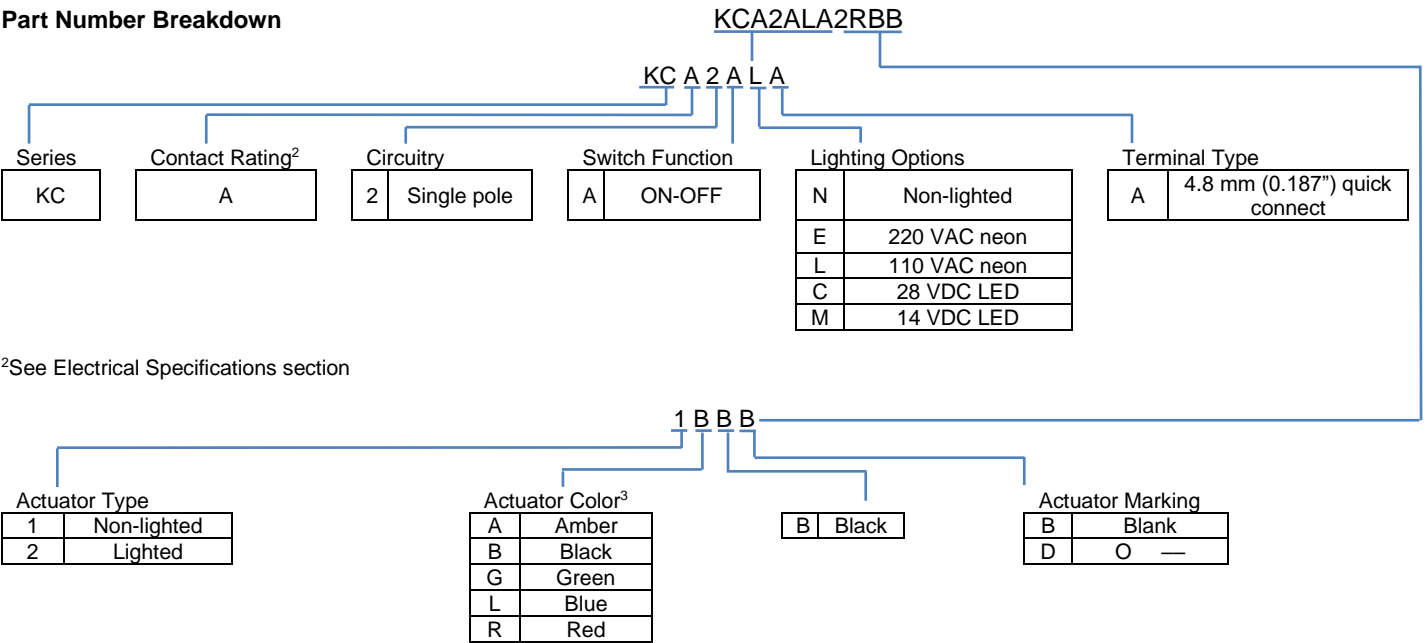 Part Number Breakdown
KCA2ALA2RBB
KC A 2 A L A
Series
KC
Contact Rating2
A
Circuitry
2 Single pole
Switch Function
A ON-OFF
Lighting Options
N Non-lighted
E 220 VAC neon
L 110 VAC neon
C 28 VDC LED
M 14 VDC LED
Terminal Type
A 4.8 mm (0.187”) quick
connect
2See Electrical Specifications section
1 B B B
Actuator Type
1 Non-lighted
2 Lighted
Actuator Color3
A Amber
B Black
G Green
L Blue
R Red
B Black
Actuator Marking
B Blank
D O —